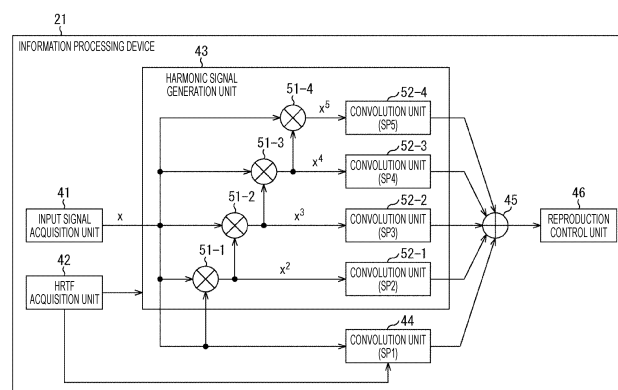 21
INFORMATION PROCESSING DEVICE
43
HARMONIC SIGNAL
GENERATION UNIT
51-4
x5
52-4
CONVOLUTION UNIT
(SP5)
51-3
x4
52-3
CONVOLUTION UNIT
(SP4)
41
INPUT SIGNAL
ACQUISITION UNIT
x
51-2
x3
52-2
CONVOLUTION UNIT
(SP3)
45
46
REPRODUCTION
CONTROL UNIT
42
HRTF
ACQUISITION UNIT
51-1
x2
52-1
CONVOLUTION UNIT
(SP2)
44
CONVOLUTION UNIT
(SP1)